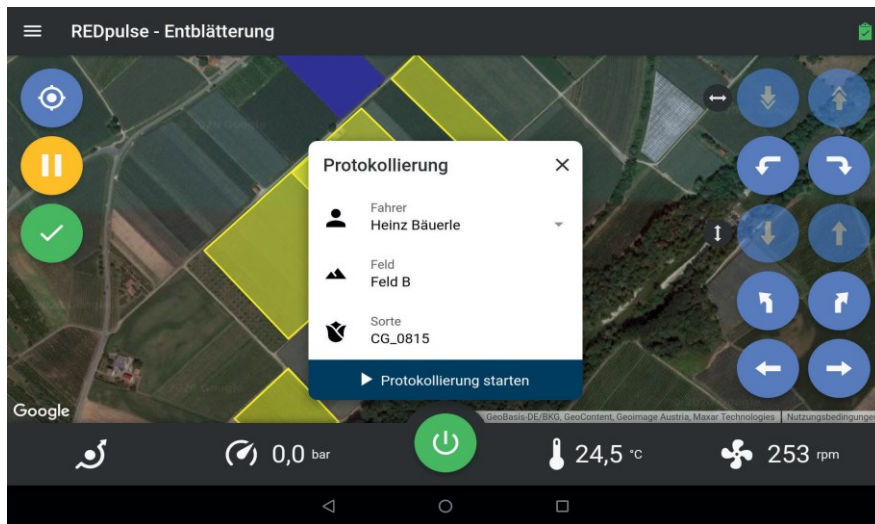 REDpulse - Entblätterung
Protokollierung
Fahrer
Heinz Bäuerle
Feld
Feld B
Sorte
CG_0815
Protokollierung starten
Google
GeoBasis-DE/BKG, GeoContent, Geoimage Austria, Maxar Technologies
Nutzungsbedingungen
0,0 bar
24,5 °C
253 rpm